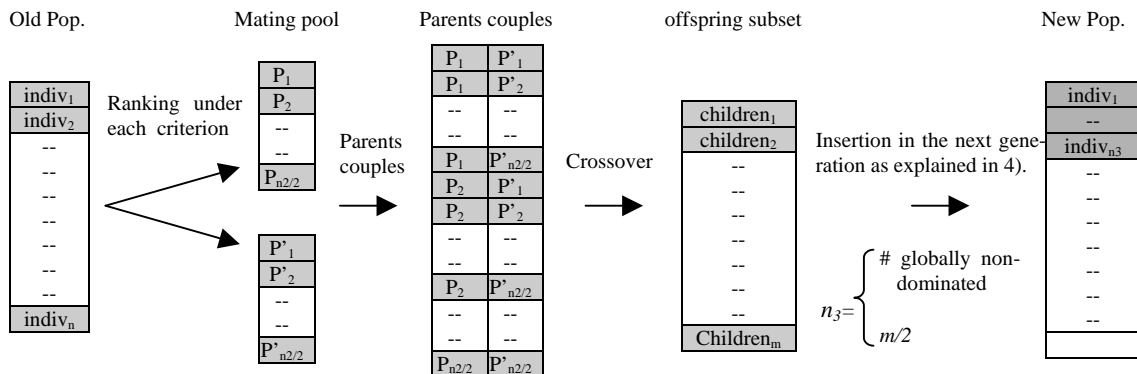 Old Pop.
indiv1
indiv2
--
--
--
--
--
--
--
indivn
Ranking under
each criterion
Mating pool
P1
P2
--
--
Pn2/2
P'1
P'2
--
--
P'n2/2
Parents
couples
Parents couples
P1 P'1
P1 P'2
-- --
-- --
P1 P'n2/2
P2 P'1
P2 P'2
-- --
-- --
P2 P'n2/2
-- --
-- --
Pn2/2 P'n2/2
Crossover
offspring subset
children1
children2
--
--
--
--
--
--
--
Childrenm
Insertion in the next gene-
ration as explained in 4).
n3=
# globally non-
dominated
m/2
New Pop.
indiv1
--
indivn3
--
--
--
--
--
--
--